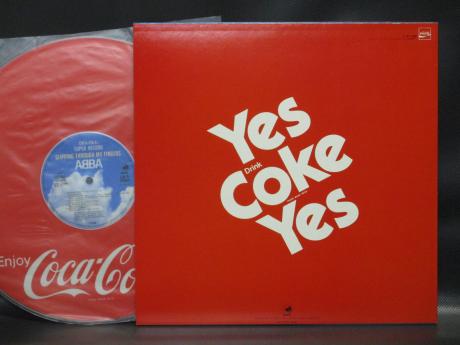 Enjoy
Coca-Co
COCA-COLA
SUPER RECORD
SLIPPING THROUGH MY FINGERS
ABBA
Yes
Drink
Coke
Yes